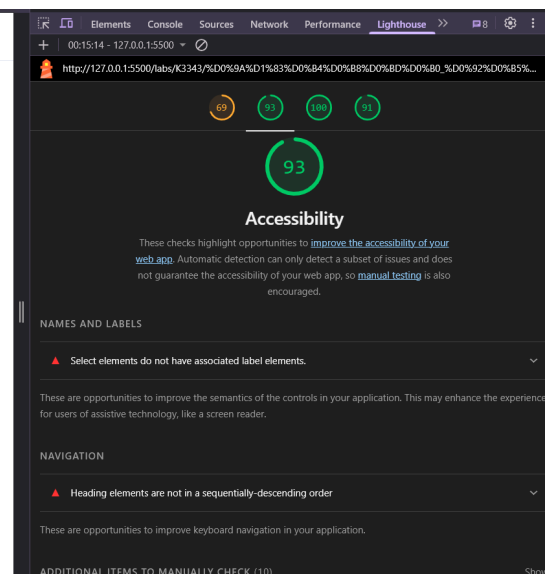 Elements Console Sources Network Performance Lighthouse 8
00:15:14 - 127.0.0.1:5500
http://127.0.0.1:5500/labs/K3343/%D0%9A%D1%83%D0%B4%D0%B8%D0%BD%D0%B0_%D0%92%D0%B5%...
69 93 100 91
93
Accessibility
These checks highlight opportunities to improve the accessibility of your
web app. Automatic detection can only detect a subset of issues and does
not guarantee the accessibility of your web app, so manual testing is also
encouraged.
NAMES AND LABELS
Select elements do not have associated label elements.
These are opportunities to improve the semantics of the controls in your application. This may enhance the experience
for users of assistive technology, like a screen reader.
NAVIGATION
Heading elements are not in a sequentially-descending order
These are opportunities to improve keyboard navigation in your application.
ADDITIONAL ITEMS TO MANUALLY CHECK (10) Show